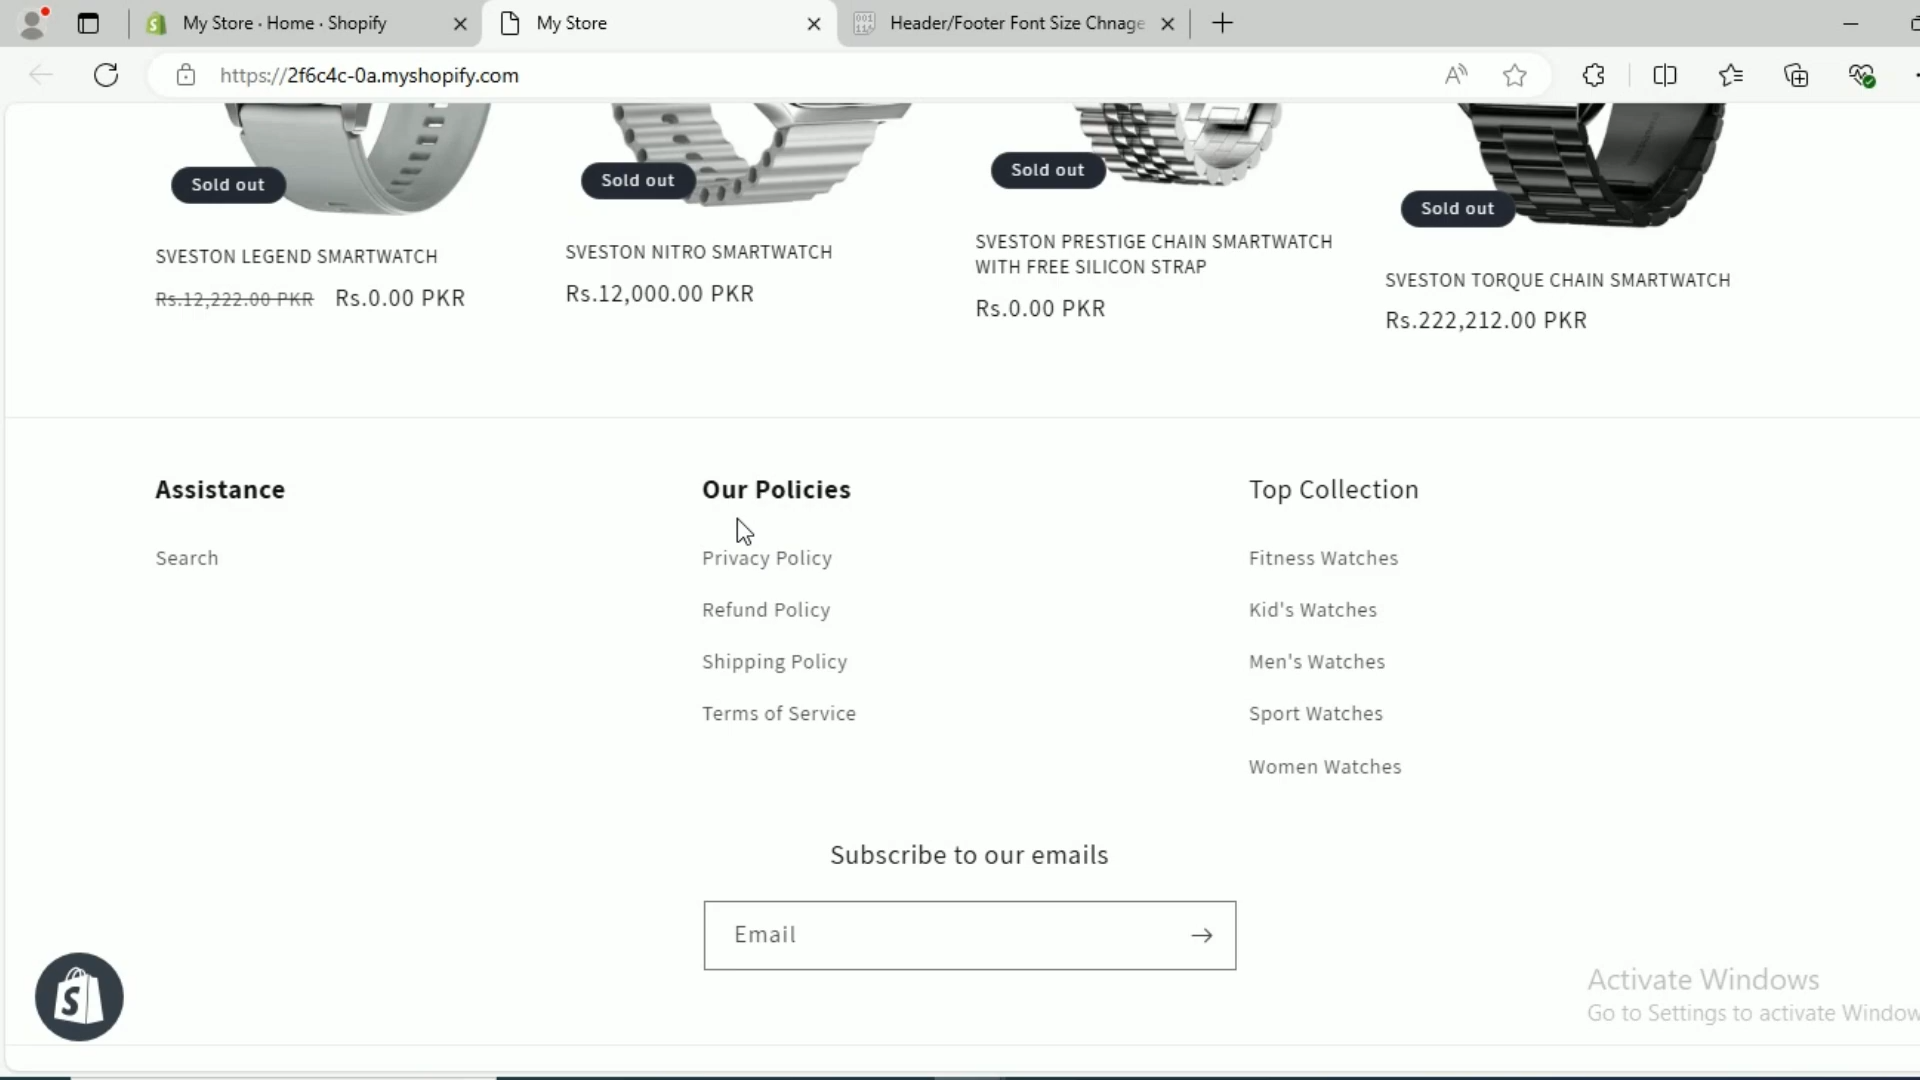 My Store · Home · Shopify
My Store
Header/Footer Font Size Chnage
https://2f6c4c-0a.myshopify.com
Sold out
Sold out
Sold out
Sold out
SVESTON LEGEND SMARTWATCH
Rs.12,222.00 PKR Rs.0.00 PKR
SVESTON NITRO SMARTWATCH
Rs.12,000.00 PKR
SVESTON PRESTIGE CHAIN SMARTWATCH
WITH FREE SILICON STRAP
Rs.0.00 PKR
SVESTON TORQUE CHAIN SMARTWATCH
Rs.222,212.00 PKR
Assistance
Search
Our Policies
Privacy Policy
Refund Policy
Shipping Policy
Terms of Service
Top Collection
Fitness Watches
Kid's Watches
Men's Watches
Sport Watches
Women Watches
Subscribe to our emails
Email
Activate Windows
Go to Settings to activate Window